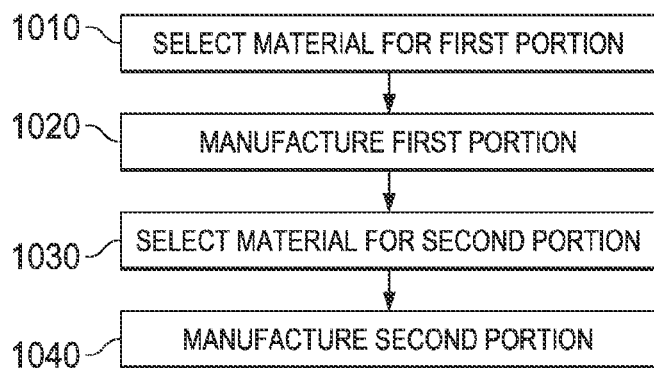 1010 SELECT MATERIAL FOR FIRST PORTION
1020 MANUFACTURE FIRST PORTION
1030 SELECT MATERIAL FOR SECOND PORTION
1040 MANUFACTURE SECOND PORTION